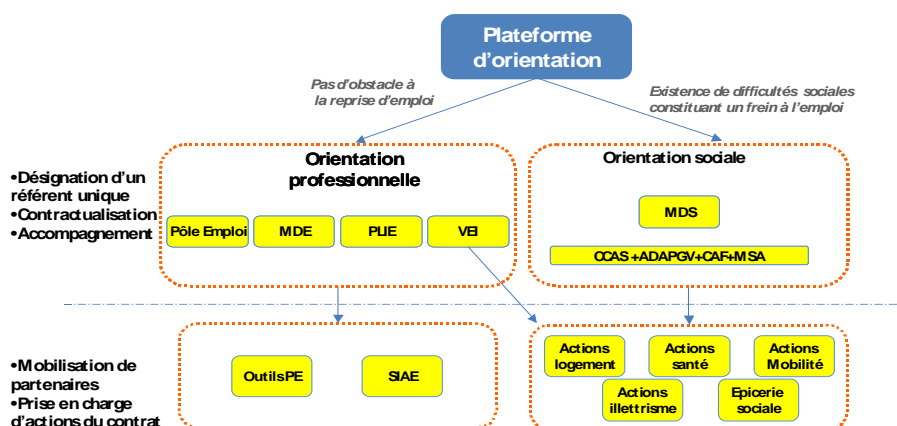 Plateforme
d'orientation
Pas d'obstacle à
la reprise d'emploi
Existence de difficultés sociales
constituant un frein à l'emploi
•Désignation d'un
référent unique
•Contractualisation
•Accompagnement
Orientation
professionnelle
Pôle Emploi
MDE
PLIE
VEI
Orientation sociale
MDS
CCAS +ADAPGV+CAF+MSA
•Mobilisation de
partenaires
•Prise en charge
d'actions du contrat
Outils PE
SIAE
Actions
logement
Actions
santé
Actions
Mobilité
Actions
illettrisme
Epicerie
sociale